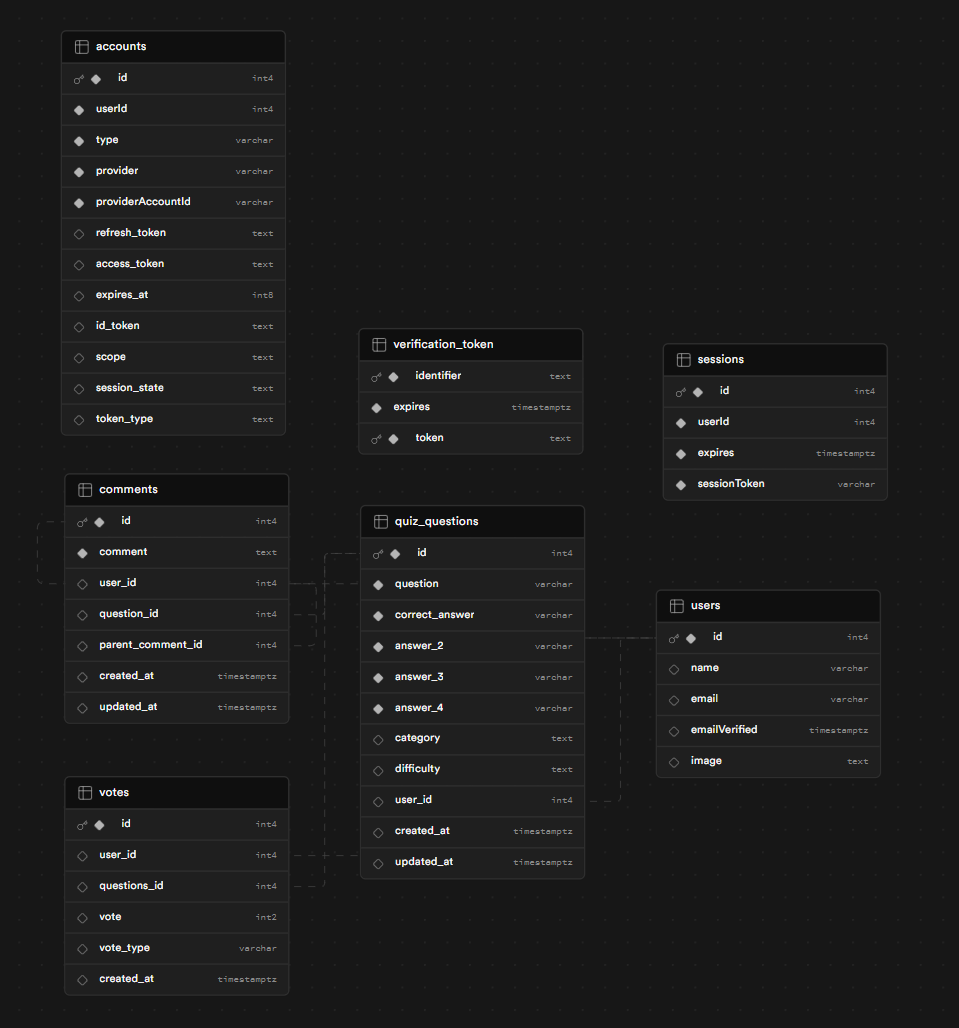 accounts
id int4
userId int4
type varchar
provider varchar
providerAccountId varchar
refresh_token text
access_token text
expires_at int8
id_token text
scope text
session_state text
token_type text
verification_token
identifier text
expires timestamptz
token text
sessions
id int4
userId int4
expires timestamptz
sessionToken varchar
comments
id int4
comment text
user_id int4
question_id int4
parent_comment_id int4
created_at timestamptz
updated_at timestamptz
quiz_questions
id int4
question varchar
correct_answer varchar
answer_2 varchar
answer_3 varchar
answer_4 varchar
category text
difficulty text
user_id int4
created_at timestamptz
updated_at timestamptz
users
id int4
name varchar
email varchar
emailVerified timestamptz
image text
votes
id int4
user_id int4
questions_id int4
vote int2
vote_type varchar
created_at timestamptz